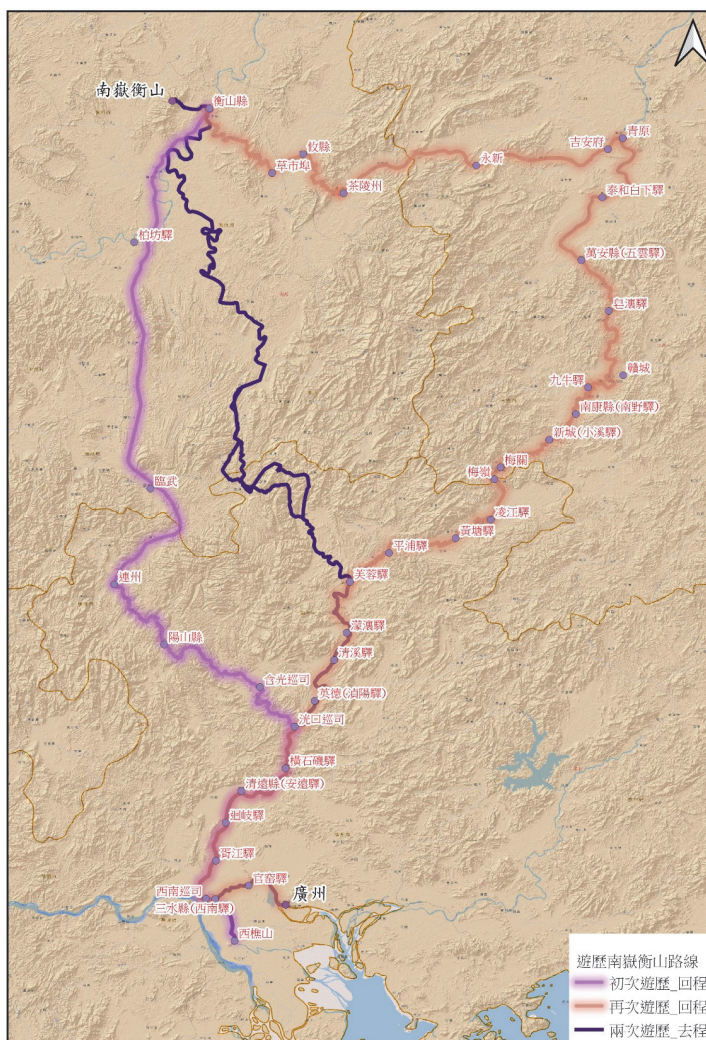 南嶽衡山
衡山縣
攸縣
草市埠
茶陵州
永新
吉安府
青原
泰和白下驛
柏坊驛
萬安縣(五雲驛)
皂濱驛
贛城
九牛驛
南康縣(南野驛)
新城(小溪驛)
梅關
梅嶺
臨武
凌江驛
黃塘驛
平浦驛
芙蓉驛
連州
濛濱驛
陽山縣
清溪驛
含光巡司
英德(湞陽驛)
洸口巡司
橫石磯驛
清遠縣(安遠驛)
迴岐驛
胥江驛
官窑驛
西南巡司
廣州
三水縣(西南驛)
西樵山
遊歷南嶽衡山路線
初次遊歷_回程
再次遊歷_回程
兩次遊歷_去程